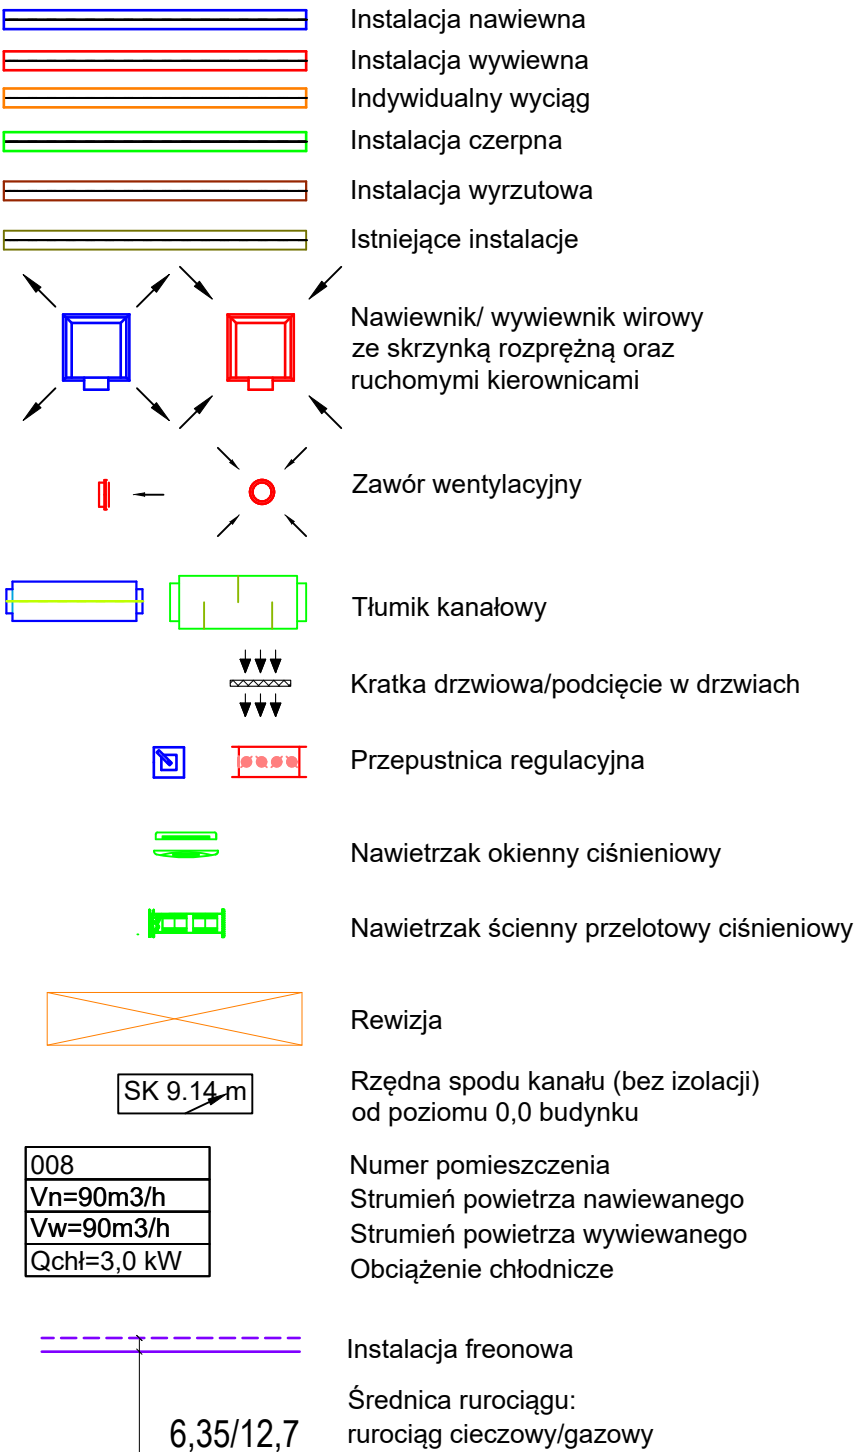 Instalacja nawiewna
Instalacja wywiewna
Indywidualny wyciąg
Instalacja czerpna
Instalacja wyrzutowa
Istniejące instalacje
Nawiewnik/ wywiewnik wirowy
ze skrzynką rozprężną oraz
ruchomymi kierownicami
Zawór wentylacyjny
Tłumik kanałowy
Kratka drzwiowa/podcięcie w drzwiach
Przepustnica regulacyjna
Nawietrzak okienny ciśnieniowy
Nawietrzak ścienny przelotowy ciśnieniowy
Rewizja
SK 9.14 m
Rzędna spodu kanału (bez izolacji)
od poziomu 0,0 budynku
008
Numer pomieszczenia
Vn=90m3/h
Strumień powietrza nawiewanego
Vw=90m3/h
Strumień powietrza wywiewanego
Qchł=3,0 kW
Obciążenie chłodnicze
Instalacja freonowa
Średnica rurociągu:
6,35/12,7
rurociąg cieczowy/gazowy